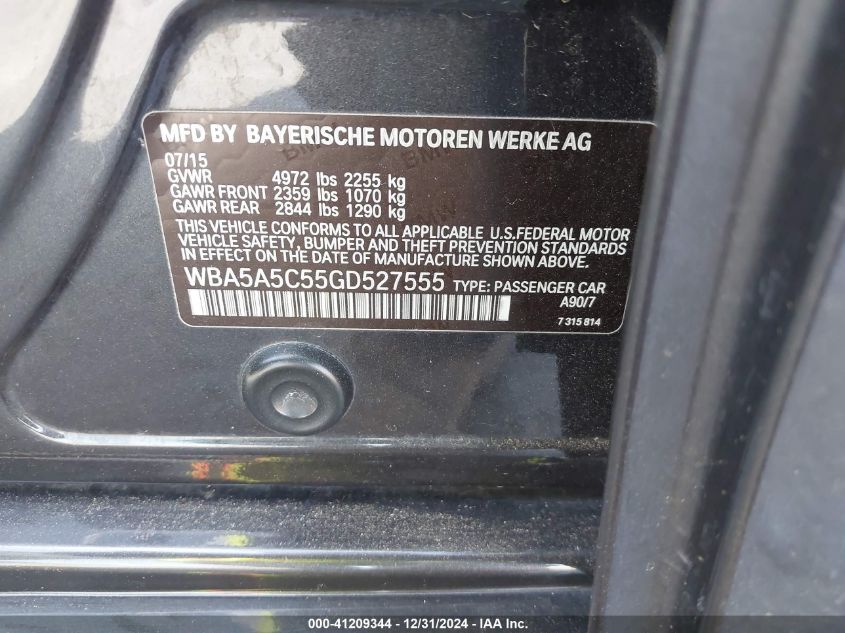 MFD BY BAYERISCHE MOTOREN WERKE AG
07/15
GVWR 4972 lbs 2255 kg
GAWR FRONT 2359 lbs 1070 kg
GAWR REAR 2844 lbs 1290 kg
THIS VEHICLE CONFORMS TO ALL APPLICABLE U.S.FEDERAL MOTOR
VEHICLE SAFETY, BUMPER AND THEFT PREVENTION STANDARDS
IN EFFECT ON THE DATE OF MANUFACTURE SHOWN ABOVE.
WBA5A5C55GD527555 TYPE: PASSENGER CAR
A90/7
7 315 814
000-41209344 - 12/31/2024 - © IAA, Inc.